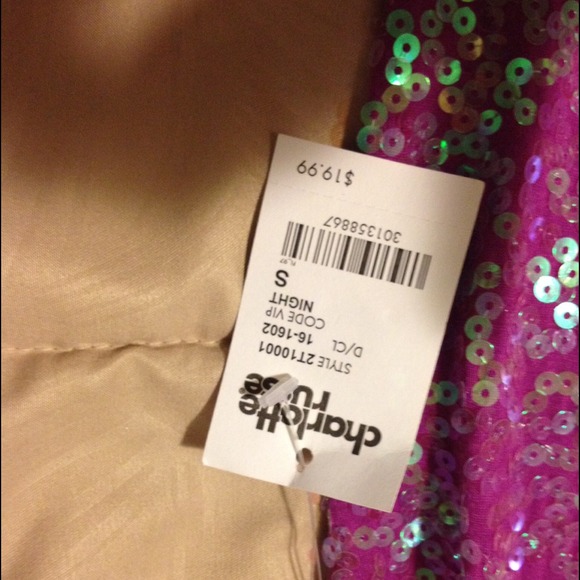 charlotte
russe
STYLE 2T10001
D/CL 16-1602
CODE VIP
NIGHT
S
301358867
$19.99